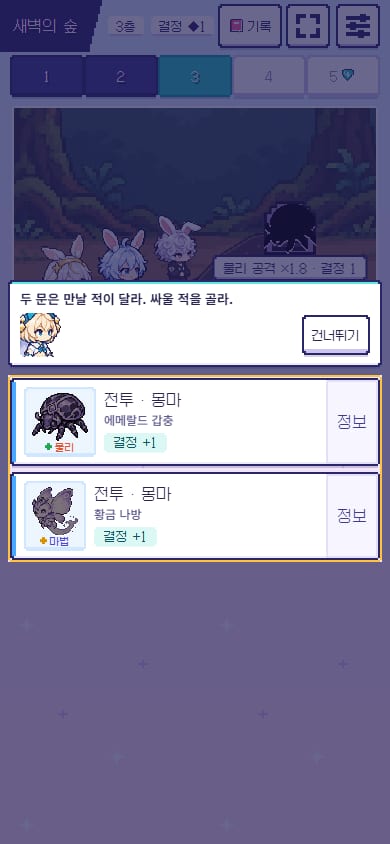 새벽의 숲
3층
결정 ◆1
기록
1
2
3
4
5
물리 공격 ×1.8 · 결정 1
두 문은 만날 적이 달라. 싸울 적을 골라.
건너뛰기
전투 · 몽마
에메랄드 갑충
결정 +1
물리
정보
전투 · 몽마
황금 나방
결정 +1
마법
정보